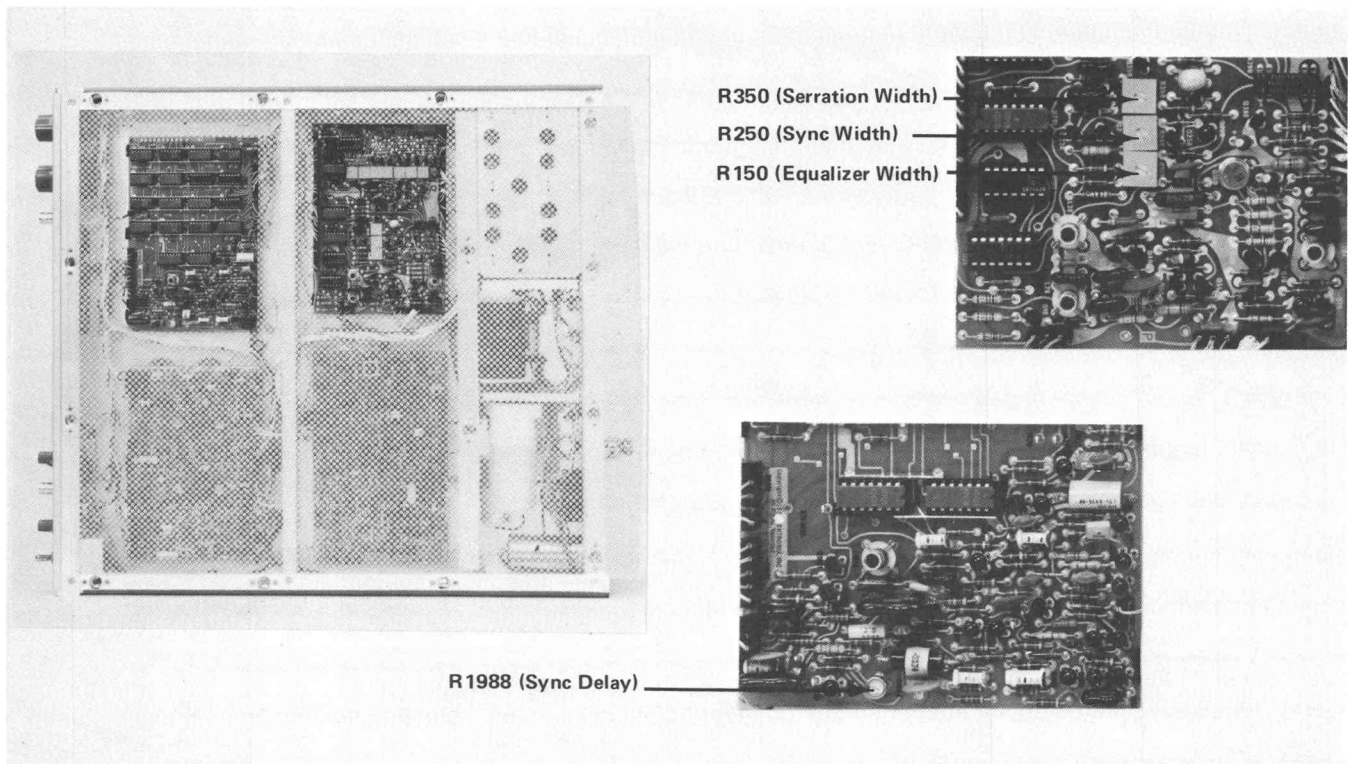 R350 (Serration Width)
R250 (Sync Width)
R150 (Equalizer Width)
R1988 (Sync Delay)